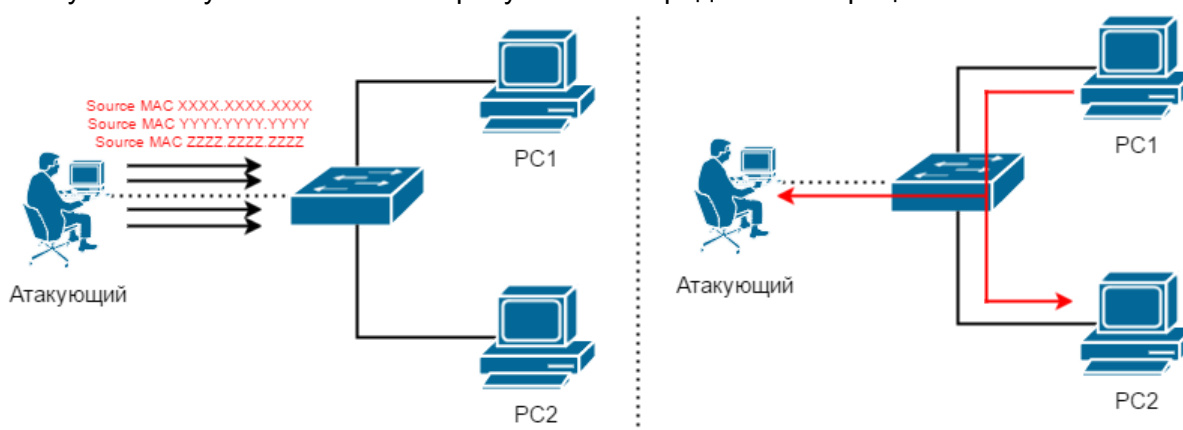 PC1
Source MAC XXXX.XXXX.XXXX
Source MAC YYYY.YYYY.YYYY
Source MAC ZZZZ.ZZZZ.ZZZZ
Атакующий
PC2
PC1
Атакующий
PC2